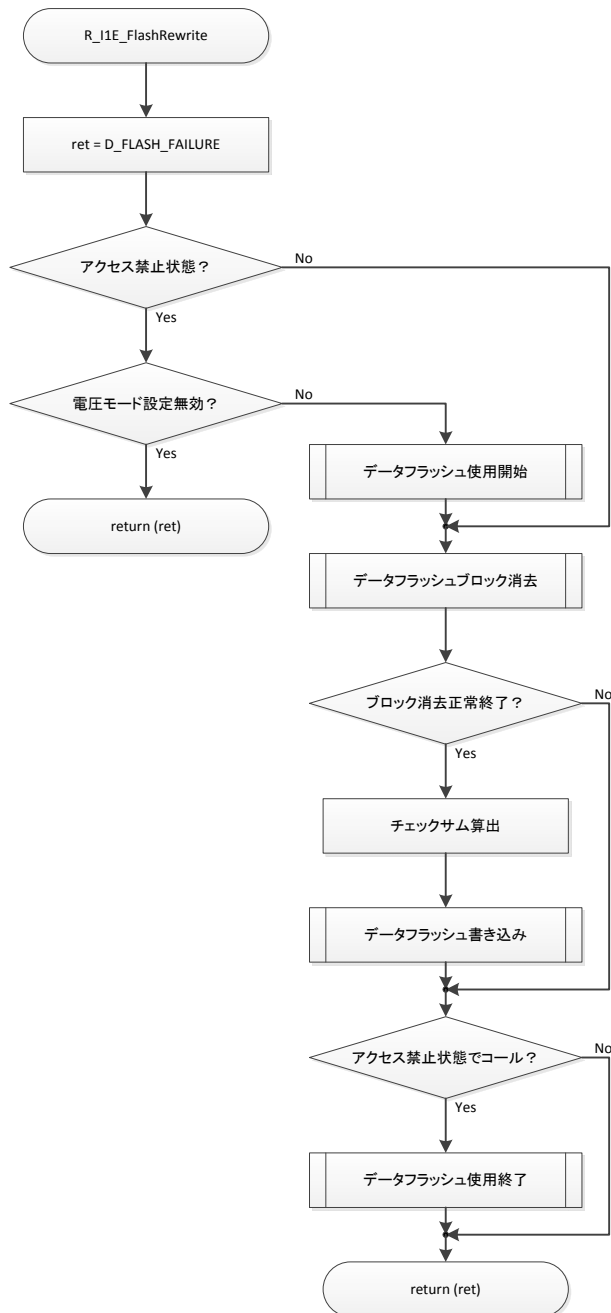 R_I1E_FlashRewrite
ret = D_FLASH_FAILURE
アクセス禁止状態？
No
Yes
電圧モード設定無効？
No
Yes
データフラッシュ使用開始
return (ret)
データフラッシュブロック消去
ブロック消去正常終了？
No
Yes
チェックサム算出
データフラッシュ書き込み
アクセス禁止状態でコール？
No
Yes
データフラッシュ使用終了
return (ret)